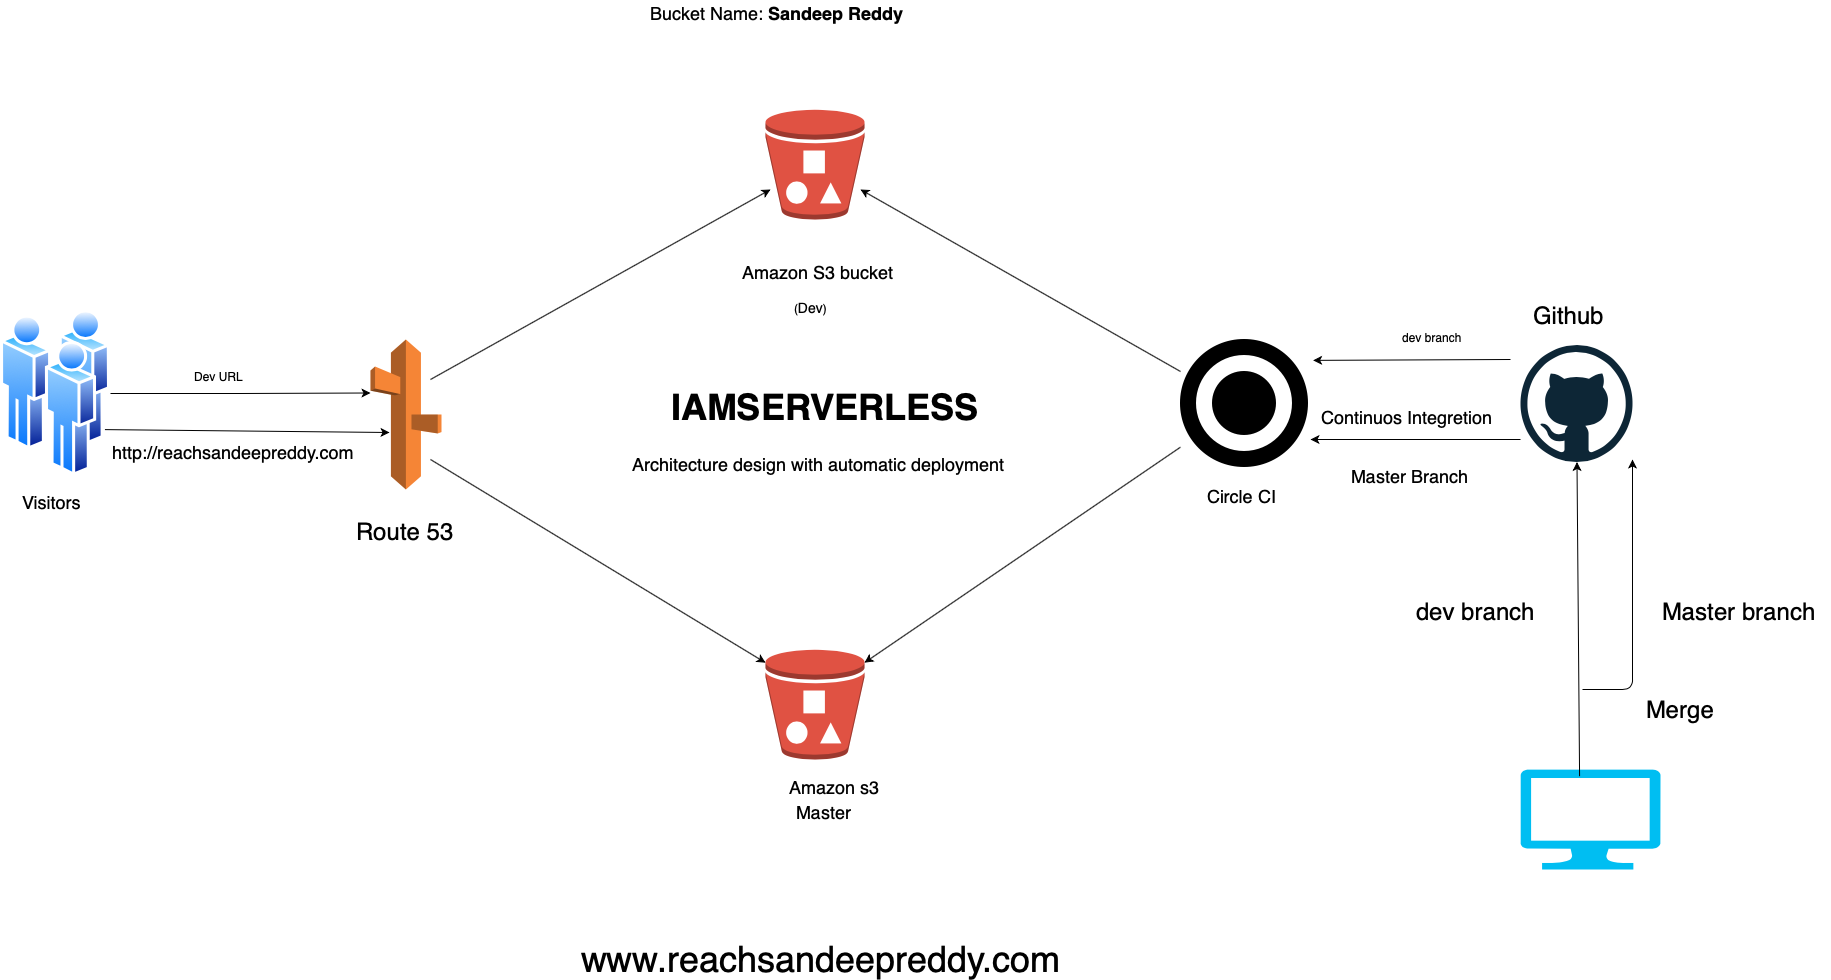 Bucket Name: Sandeep Reddy
Amazon S3 bucket
(Dev)
Github
dev branch
Dev URL
IAMSERVERLESS
Continuos Integretion
http://reachsandeepreddy.com
Architecture design with automatic deployment
Master Branch
Circle CI
Visitors
Route 53
dev branch
Master branch
Merge
Amazon s3
Master
www.reachsandeepreddy.com